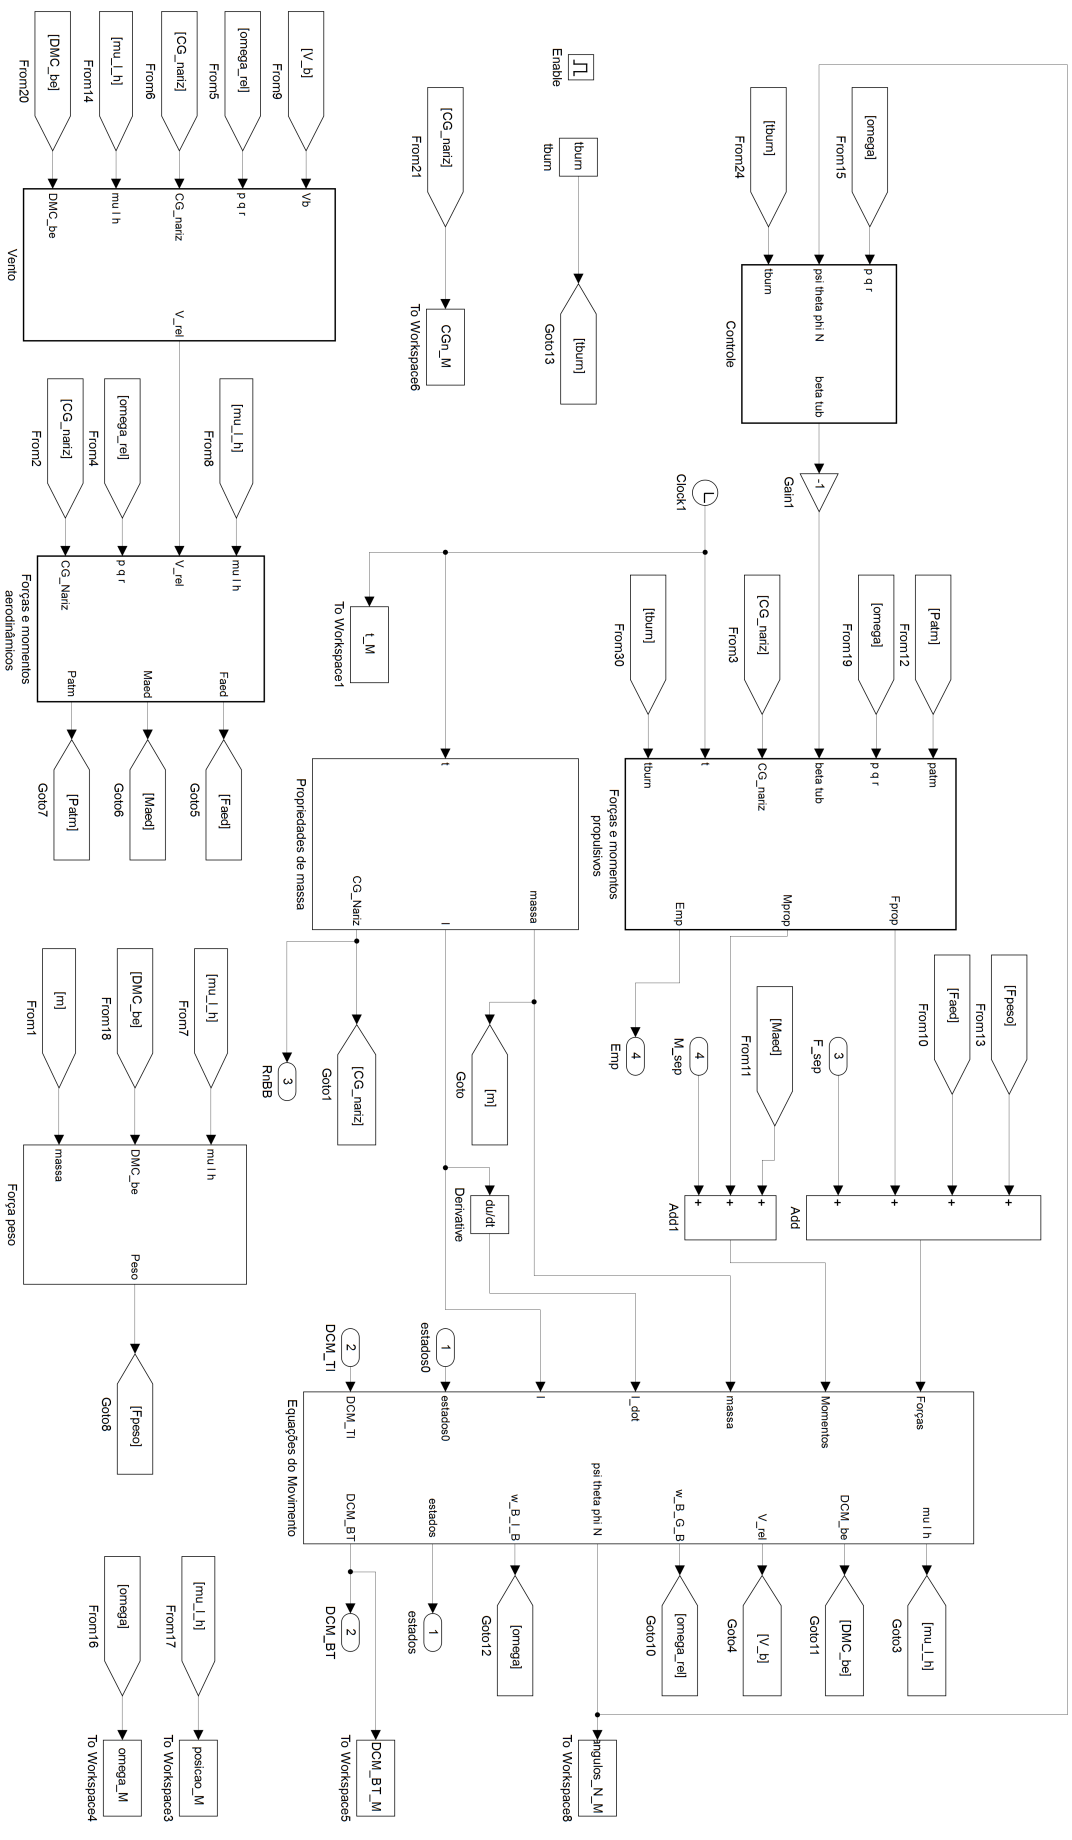 [omega]
From15
[tburn]
From24
p q r
psi theta phi N
tburn
beta tub
Controle
-1
Gain1
Enable
tburn
tburn
[tburn]
Goto13
[CG_nariz]
From21
CGn_M
To Workspace6
[V_b]
From9
[omega_rel]
From5
[CG_nariz]
From6
[mu_l_h]
From14
[DMC_be]
From20
Vb
p q r
CG_nariz
mu l h
DMC_be
V_rel
Vento
[Patm]
From12
[omega]
From19
[CG_nariz]
From3
[tburn]
From30
Clock1
t_M
To Workspace1
patm
p q r
beta tub
CG_nariz
t
tburn
Fprop
Mprop
Emp
Forças e momentos
propulsivos
t
massa
I
CG_Nariz
Propriedades de massa
[mu_l_h]
From8
[omega_rel]
From4
[CG_nariz]
From2
mu l h
V_rel
p q r
CG_Nariz
Faed
Maed
Patm
Forças e momentos
aerodinâmicos
[Faed]
Goto5
[Maed]
Goto6
[Patm]
Goto7
[Fpeso]
From13
[Faed]
From10
3
F_sep
[Maed]
From11
4
M_sep
4
Emp
[m]
Goto
[CG_nariz]
Goto1
3
RnBB
+
+
+
+
Add
+
+
+
Add1
du/dt
Derivative
[mu_l_h]
From7
[DMC_be]
From18
[m]
From1
mu l h
DMC_be
massa
Peso
Força peso
[Fpeso]
Goto8
1
estados0
2
DCM_TI
Forças
Momentos
massa
I_dot
I
estados0
DCM_TI
mu l h
DCM_be
V_rel
w_B_G_B
psi theta phi N
w_B_I_B
estados
DCM_BT
Equações do Movimento
[mu_l_h]
Goto3
[DMC_be]
Goto11
[V_b]
Goto4
[omega_rel]
Goto10
[omega]
Goto12
1
estados
2
DCM_BT
angulos_N_M
To Workspace8
DCM_BT_M
To Workspace5
[mu_l_h]
From17
posicao_M
To Workspace3
[omega]
From16
omega_M
To Workspace4